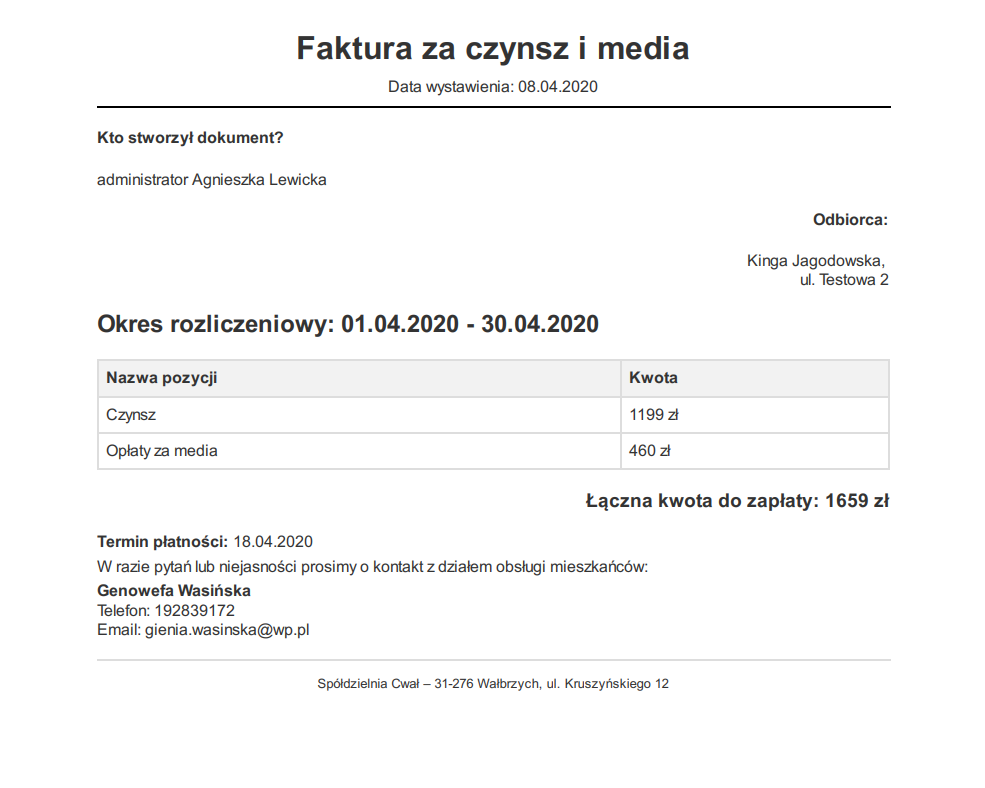 Faktura za czynsz i media
Data wystawienia: 08.04.2020
Kto stworzył dokument?
administrator Agnieszka Lewicka
Odbiorca:
Kinga Jagodowska,
ul. Testowa 2
Okres rozliczeniowy: 01.04.2020 - 30.04.2020
Nazwa pozycji Kwota
Czynsz 1199 zł
Opłaty za media 460 zł
Łączna kwota do zapłaty: 1659 zł
Termin płatności: 18.04.2020
W razie pytań lub niejasności prosimy o kontakt z działem obsługi mieszkańców:
Genowefa Wasińska
Telefon: 192839172
Email: gienia.wasinska@wp.pl
Spółdzielnia Cwał – 31-276 Wałbrzych, ul. Kruszyńskiego 12